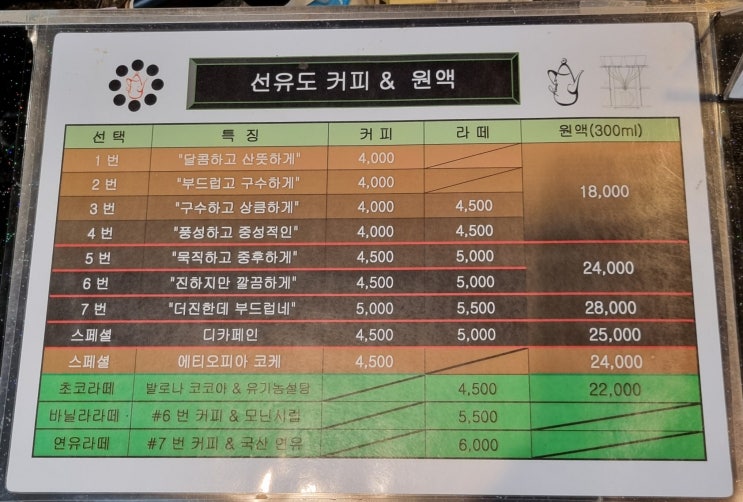 선유도 커피 & 원액
선택 특징 커피 라떼 원액(300ml)
1 번 "달콤하고 산뜻하게" 4,000
2 번 "부드럽고 구수하게" 4,000
18,000
3 번 "구수하고 상큼하게" 4,000 4,500
4 번 "풍성하고 중성적인" 4,000 4,500
5 번 "묵직하고 중후하게" 4,500 5,000
24,000
6 번 "진하지만 깔끔하게" 4,500 5,000
7 번 "더진한데 부드럽네" 5,000 5,500 28,000
스페셜 디카페인 4,500 5,000 25,000
스페셜 에티오피아 코케 4,500 24,000
초코라떼 발로나 코코아 & 유기농설탕 4,500 22,000
바닐라라떼 #6 번 커피 & 모닌시럽 5,500
연유라떼 #7 번 커피 & 국산 연유 6,000